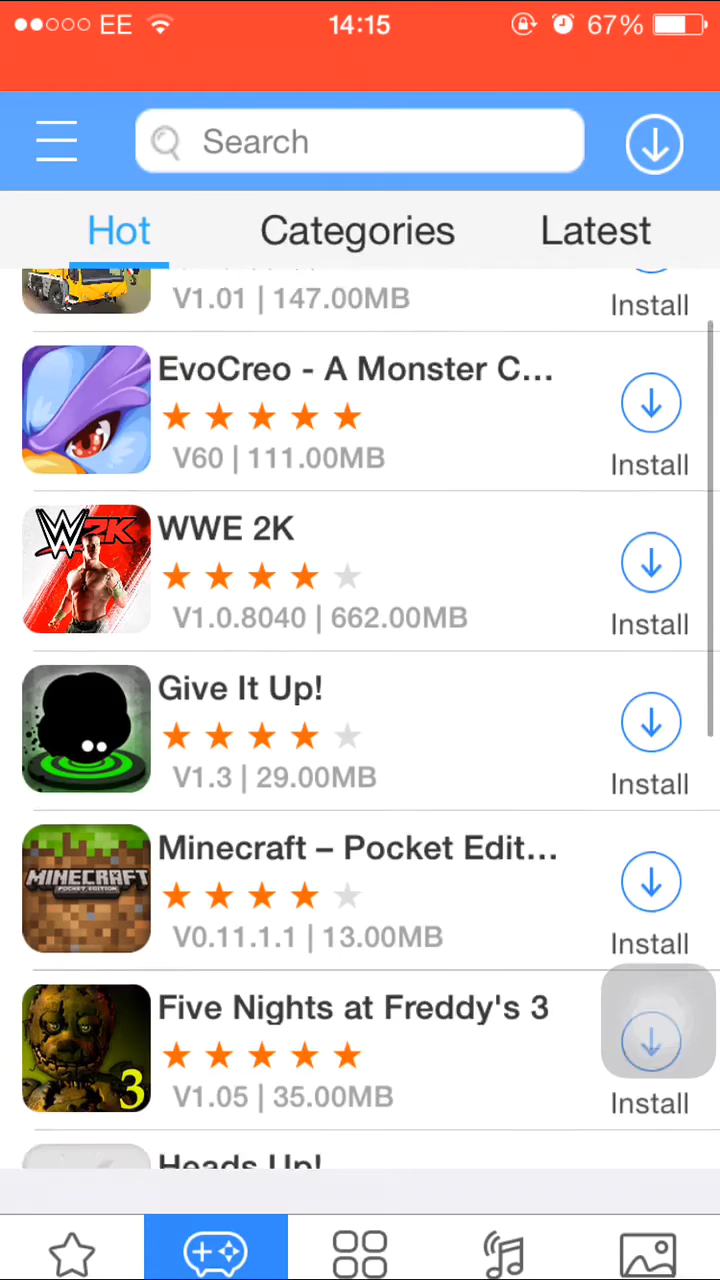 EE 14:15 67%
Search
Hot Categories Latest
V1.01 | 147.00MB
Install
EvoCreo - A Monster C...
V60 | 111.00MB
Install
W2K
WWE 2K
V1.0.8040 | 662.00MB
Install
Give It Up!
V1.3 | 29.00MB
Install
MINECRAFT
POCKET EDITION
Minecraft – Pocket Edit...
V0.11.1.1 | 13.00MB
Install
3
Five Nights at Freddy's 3
V1.05 | 35.00MB
Install
Heads Up!